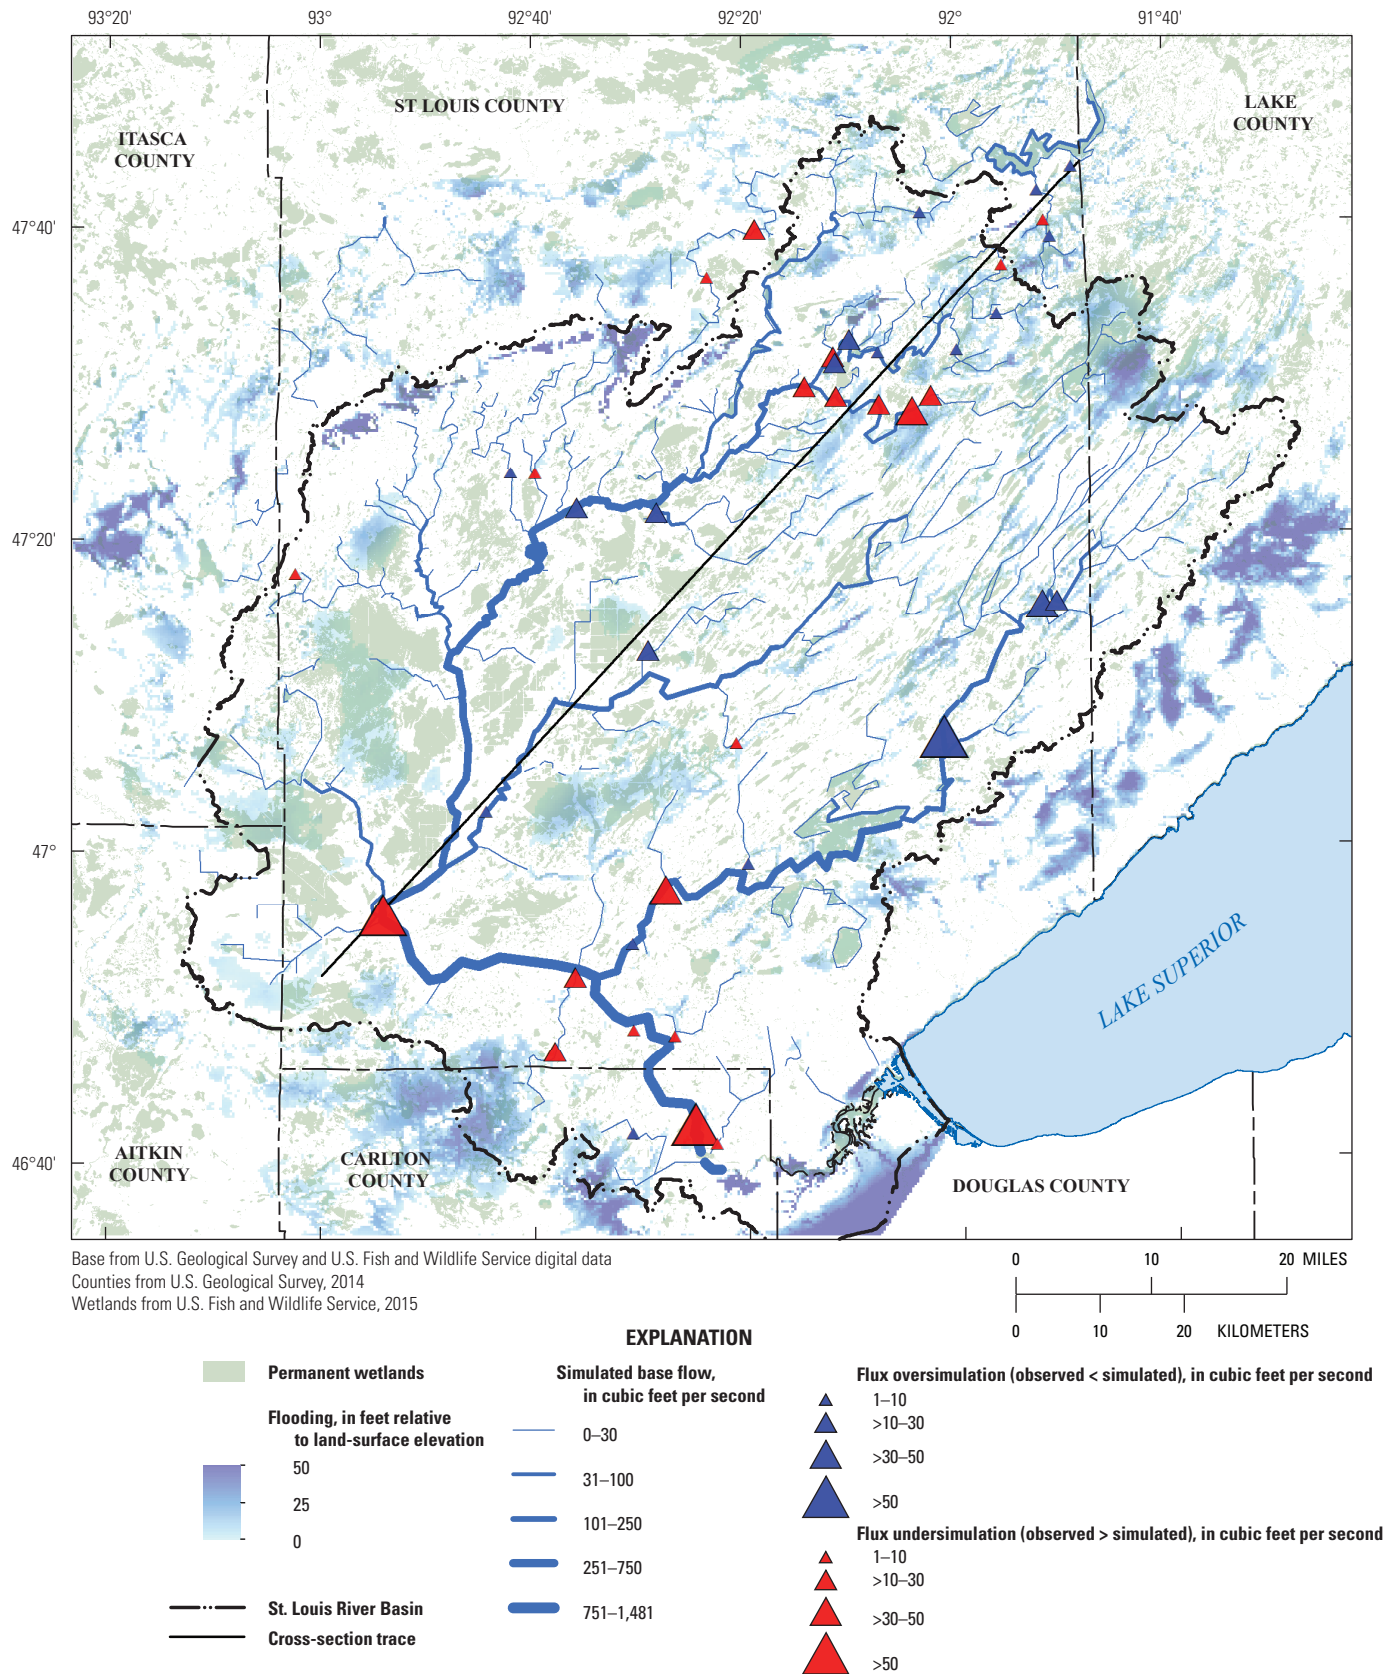 93°20'
93°
92°40'
92°20'
92°
91°40'
ST LOUIS COUNTY
LAKE
COUNTY
ITASCA
COUNTY
47°40'
47°20'
47°
LAKE SUPERIOR
46°40'
AITKIN
COUNTY
CARLTON
COUNTY
DOUGLAS COUNTY
Base from U.S. Geological Survey and U.S. Fish and Wildlife Service digital data
Counties from U.S. Geological Survey, 2014
Wetlands from U.S. Fish and Wildlife Service, 2015
0 10 20 MILES
0 10 20 KILOMETERS
EXPLANATION
Permanent wetlands
Flooding, in feet relative
to land-surface elevation
50
25
0
St. Louis River Basin
Cross-section trace
Simulated base flow,
in cubic feet per second
0–30
31–100
101–250
251–750
751–1,481
Flux oversimulation (observed < simulated), in cubic feet per second
1–10
>10–30
>30–50
>50
Flux undersimulation (observed > simulated), in cubic feet per second
1–10
>10–30
>30–50
>50